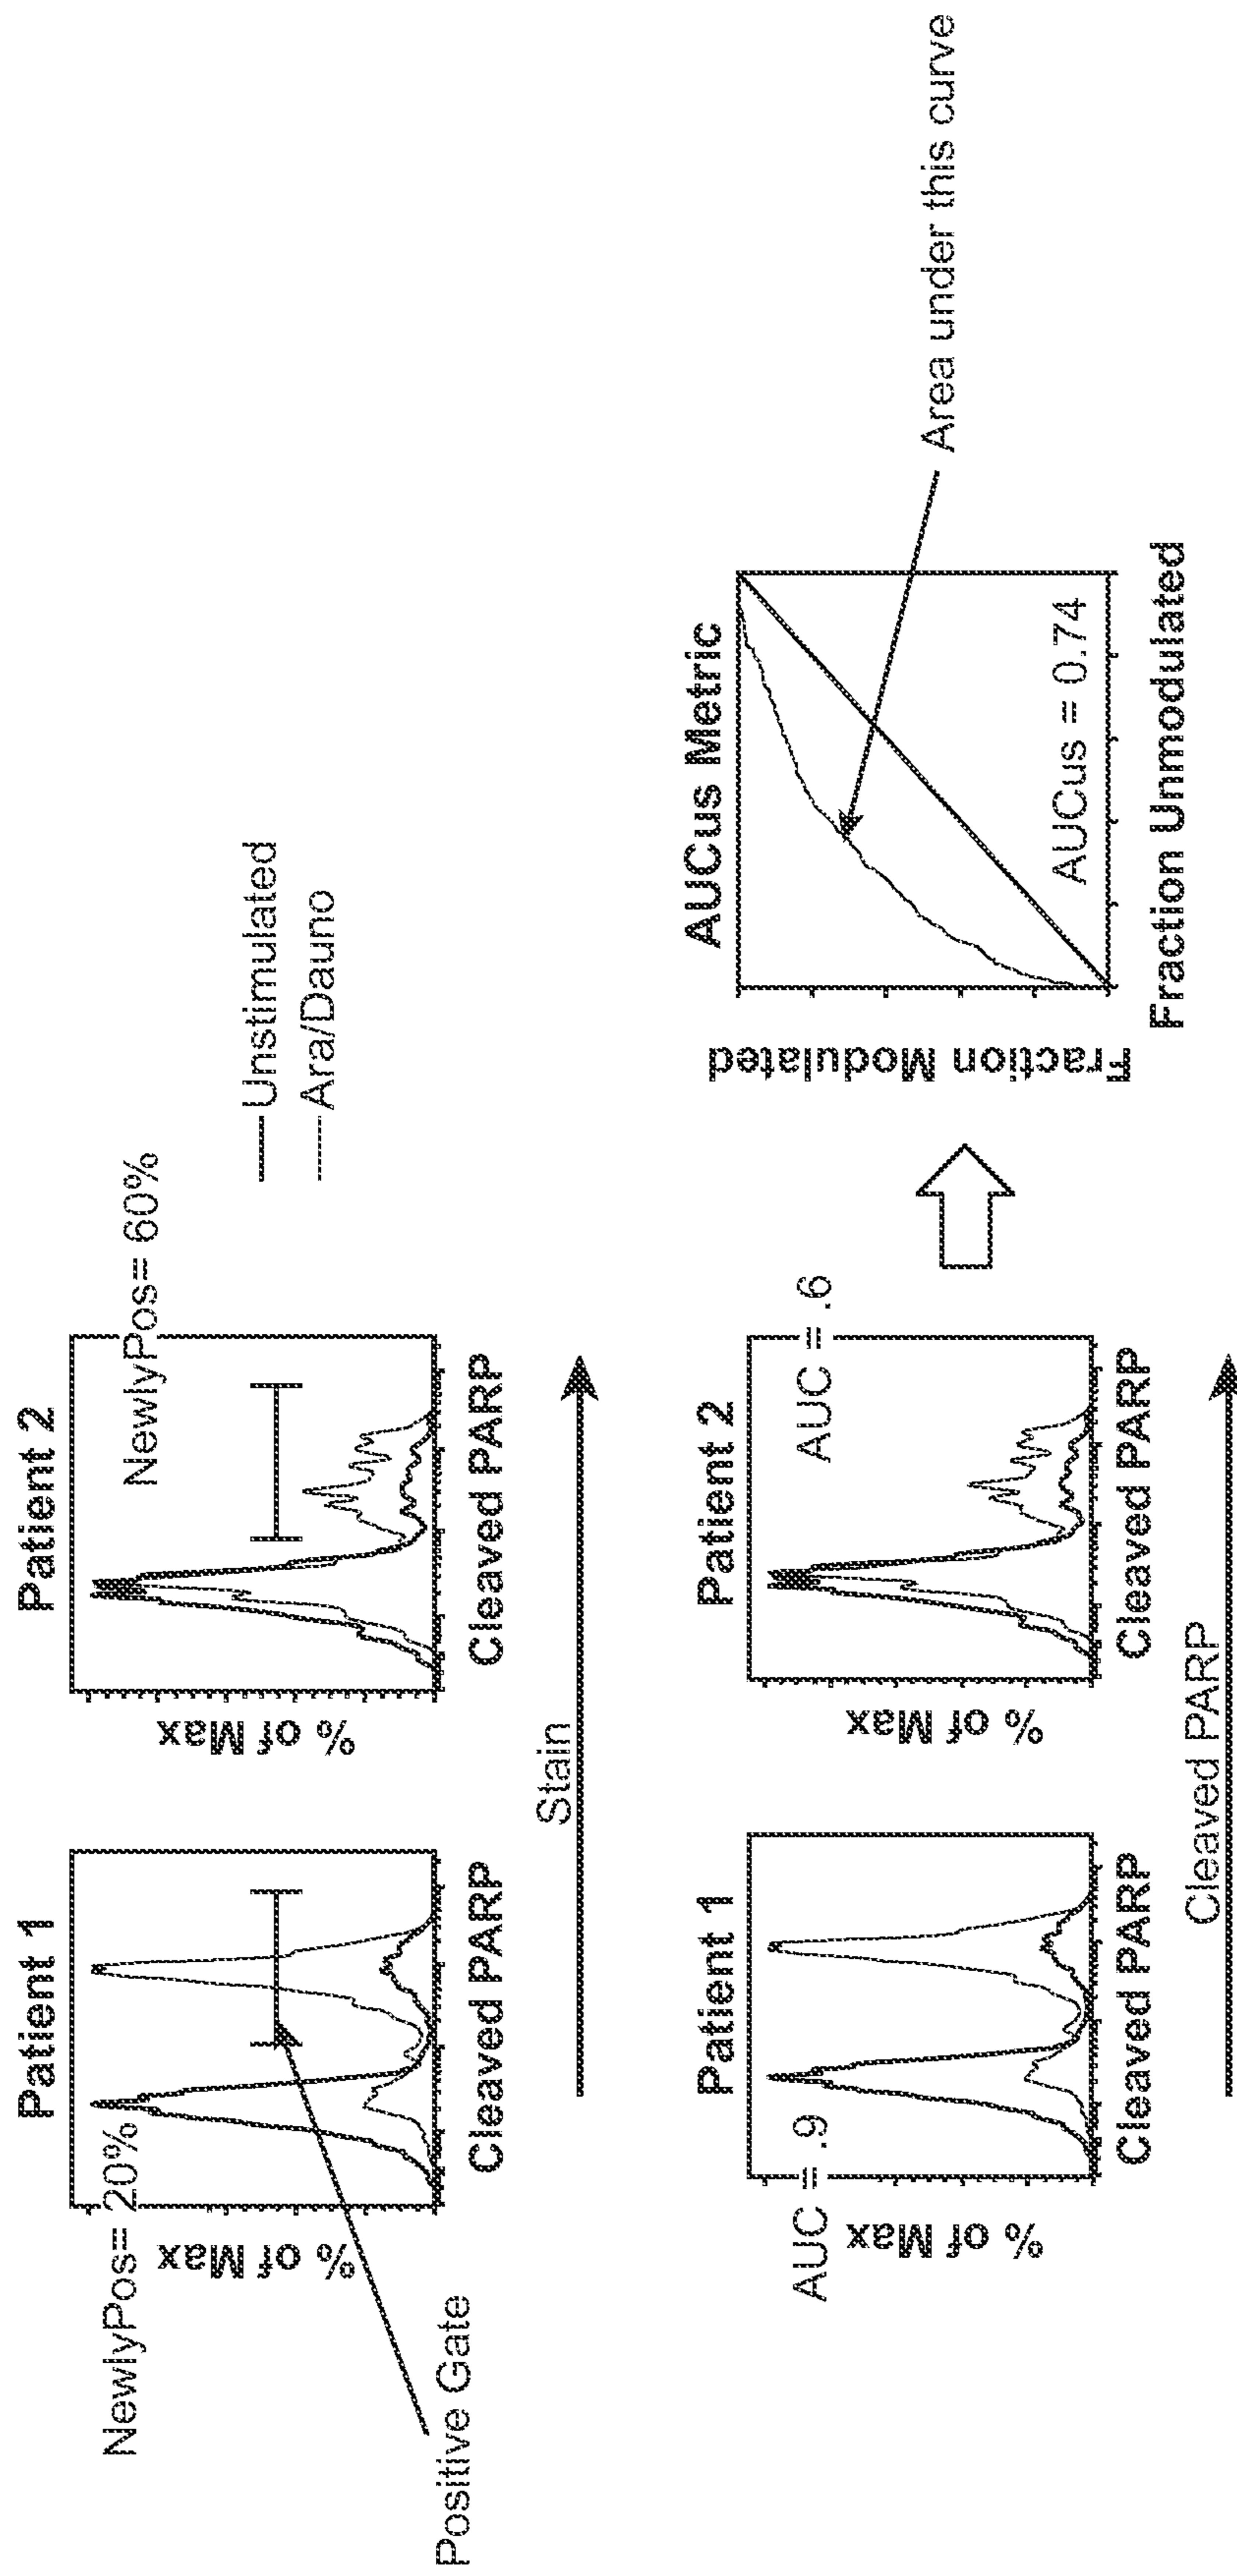 Patient 1
Patient 2
NewlyPos= 20%
NewlyPos= 60%
% of Max
% of Max
Unstimulated
Ara/Dauno
Positive Gate
Cleaved PARP
Cleaved PARP
Stain
Patient 1
Patient 2
AUCus Metric
AUC = .9
AUC = .6
% of Max
% of Max
Fraction Modulated
AUCus = 0.74
Area under this curve
Cleaved PARP
Cleaved PARP
Fraction Unmodulated
Cleaved PARP